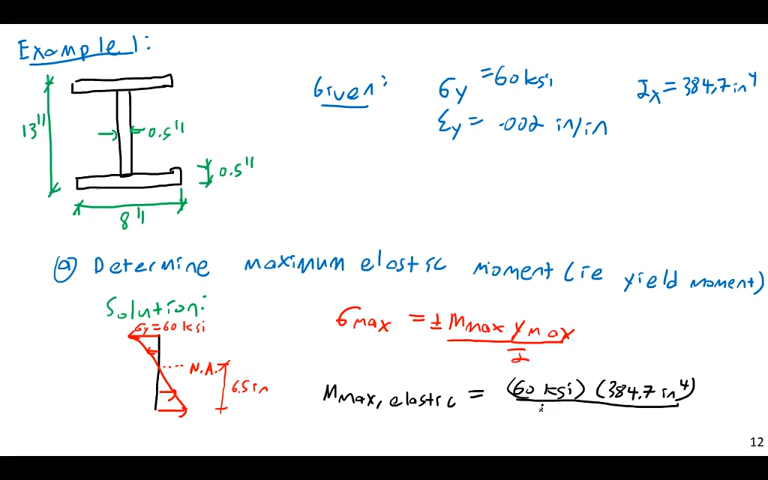 Example 1:
Given: σy = 60 ksi Ix = 384.7 in⁴
εy = .002 in/in
13"
0.5"
0.5"
8"
(a) Determine maximum elastic moment (ie yield moment)
Solution:
σy = 60 ksi
N.A.
6.5 in
σmax = ± Mmax ymax / I
Mmax, elastic = (60 ksi) (384.7 in⁴)
12